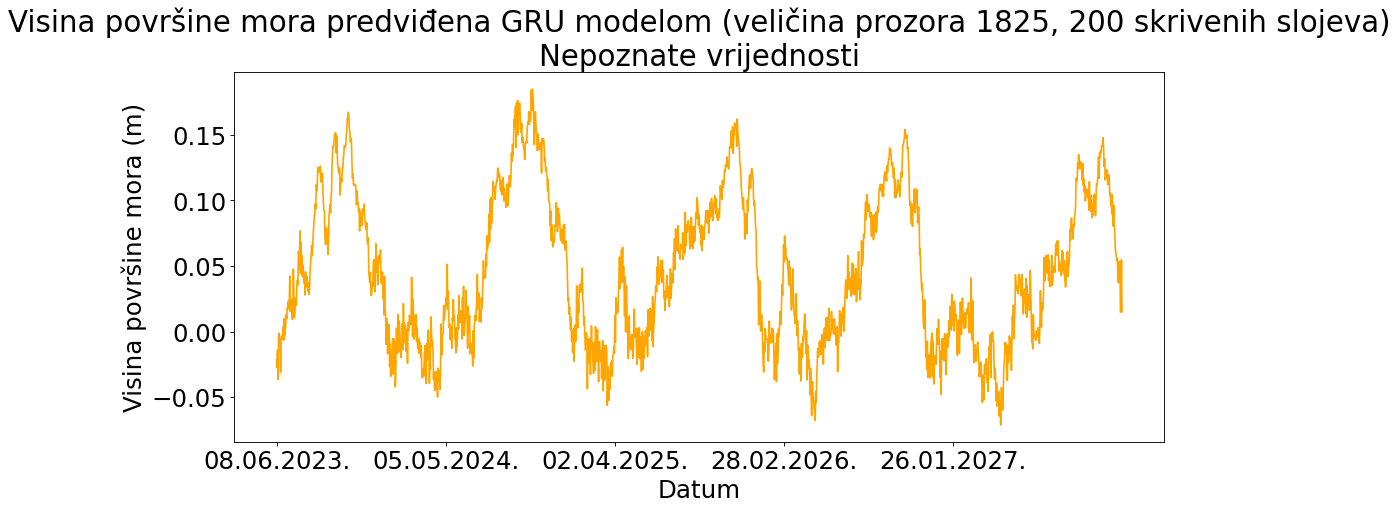 Visina površine mora predviđena GRU modelom (veličina prozora 1825, 200 skrivenih slojeva)
Nepoznate vrijednosti
Visina površine mora (m)
0.15
0.10
0.05
0.00
−0.05
08.06.2023. 05.05.2024. 02.04.2025. 28.02.2026. 26.01.2027.
Datum